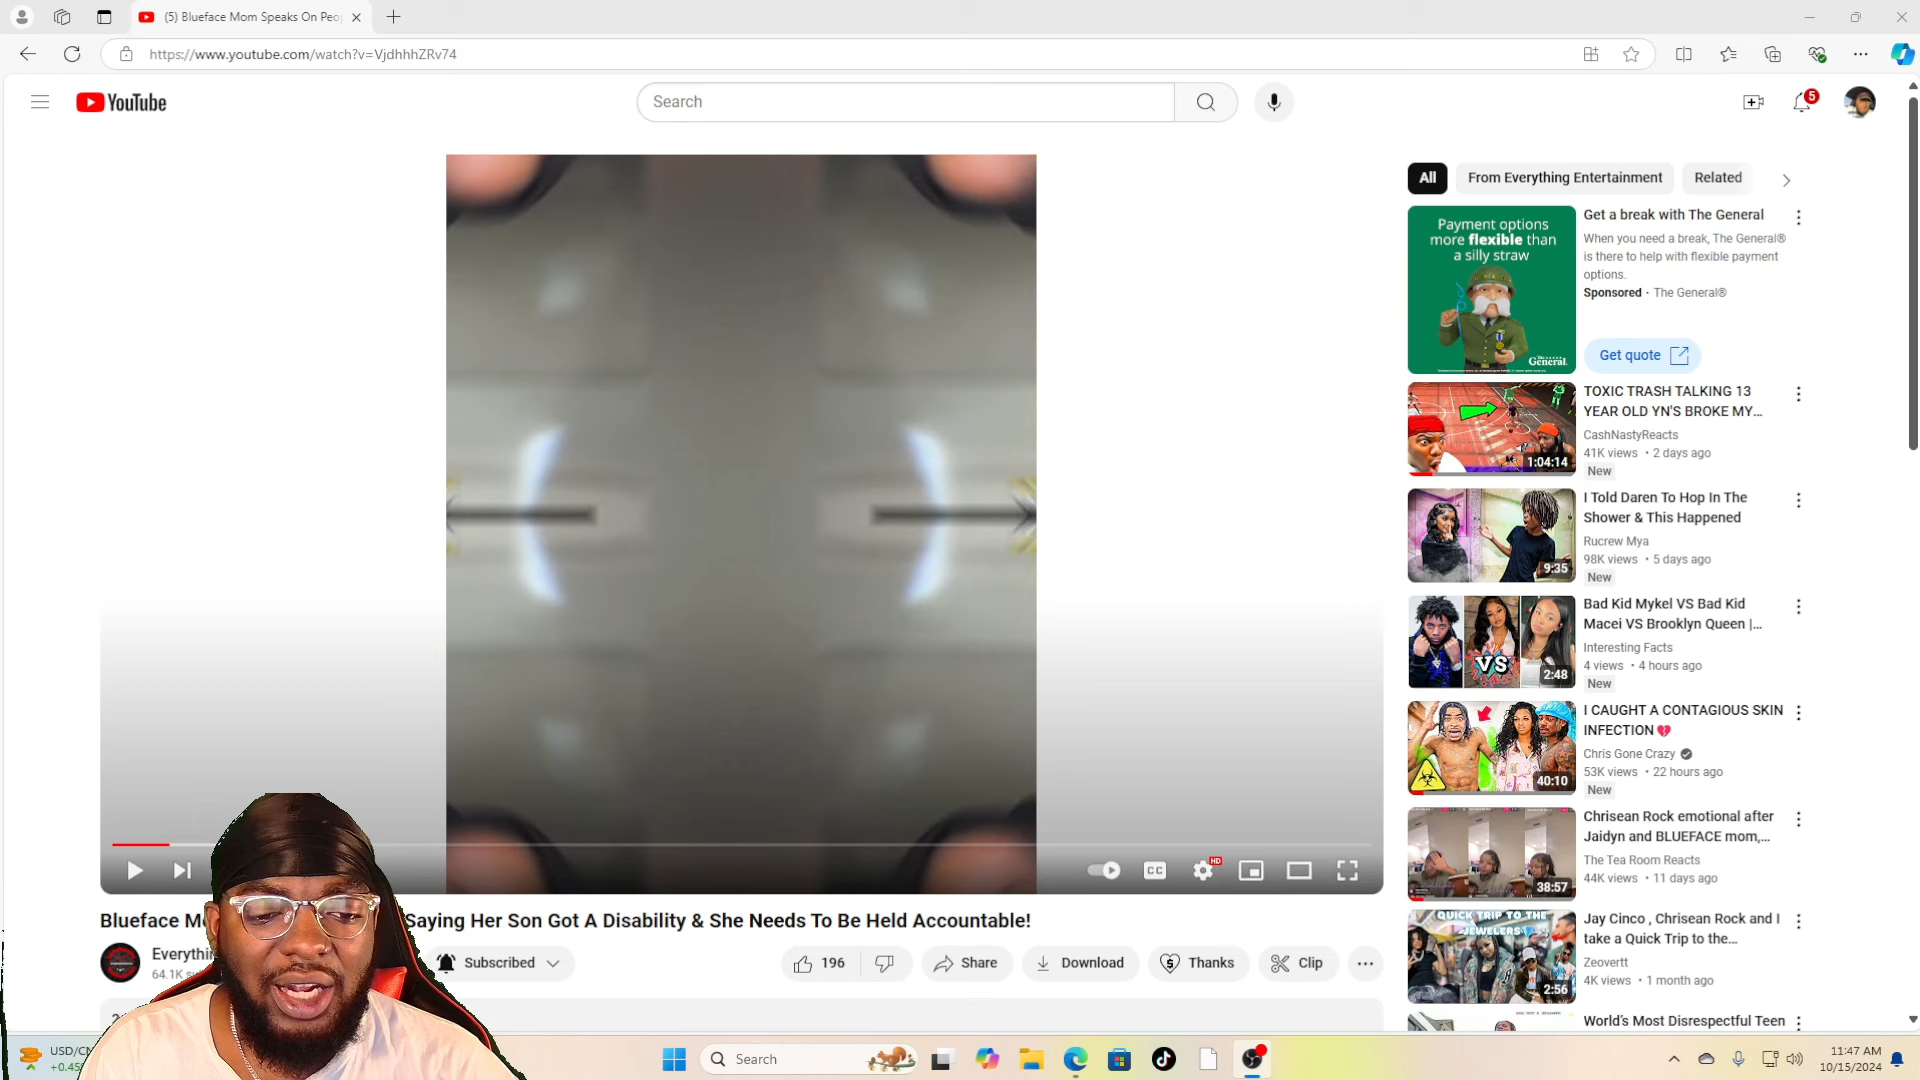 (5) Blueface Mom Speaks On Peo
https://www.youtube.com/watch?v=VjdhhhZRv74
YouTube
Search
5
All
From Everything Entertainment
Related
Payment options
more flexible than
a silly straw
General.
Get a break with The General
When you need a break, The General®
is there to help with flexible payment
options.
Sponsored · The General®
Get quote
TOXIC TRASH TALKING 13
YEAR OLD YN'S BROKE MY...
CashNastyReacts
41K views • 2 days ago
New
1:04:14
I Told Daren To Hop In The
Shower & This Happened
Rucrew Mya
98K views • 5 days ago
New
9:35
Bad Kid Mykel VS Bad Kid
Macei VS Brooklyn Queen |...
Interesting Facts
4 views • 4 hours ago
New
VS
2:48
I CAUGHT A CONTAGIOUS SKIN
INFECTION💔
Chris Gone Crazy
53K views • 22 hours ago
New
40:10
Chrisean Rock emotional after
Jaidyn and BLUEFACE mom,...
The Tea Room Reacts
44K views • 11 days ago
38:57
QUICK TRIP TO THE
JEWELERS
Jay Cinco , Chrisean Rock and I
take a Quick Trip to the...
Zeovertt
4K views • 1 month ago
2:56
World's Most Disrespectful Teen
CC
HD
Blueface M Saying Her Son Got A Disability & She Needs To Be Held Accountable!
Everythi
64.1K su
Subscribed
196
Share
Download
Thanks
Clip
USD/CN
+0.45
Search
11:47 AM
10/15/2024